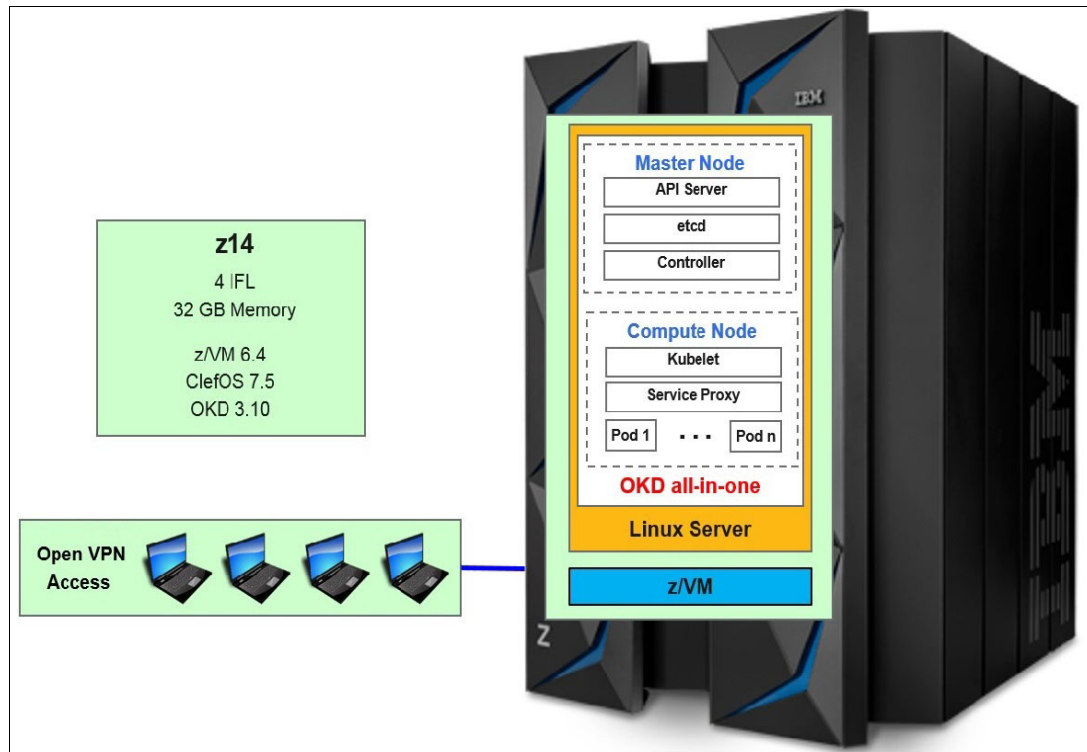 z14
4 IFL
32 GB Memory
z/VM 6.4
ClefOS 7.5
OKD 3.10
Open VPN
Access
IBM
Master Node
API Server
etcd
Controller
Compute Node
Kubelet
Service Proxy
Pod 1 . . . Pod n
OKD all-in-one
Linux Server
z/VM
Z
IBM